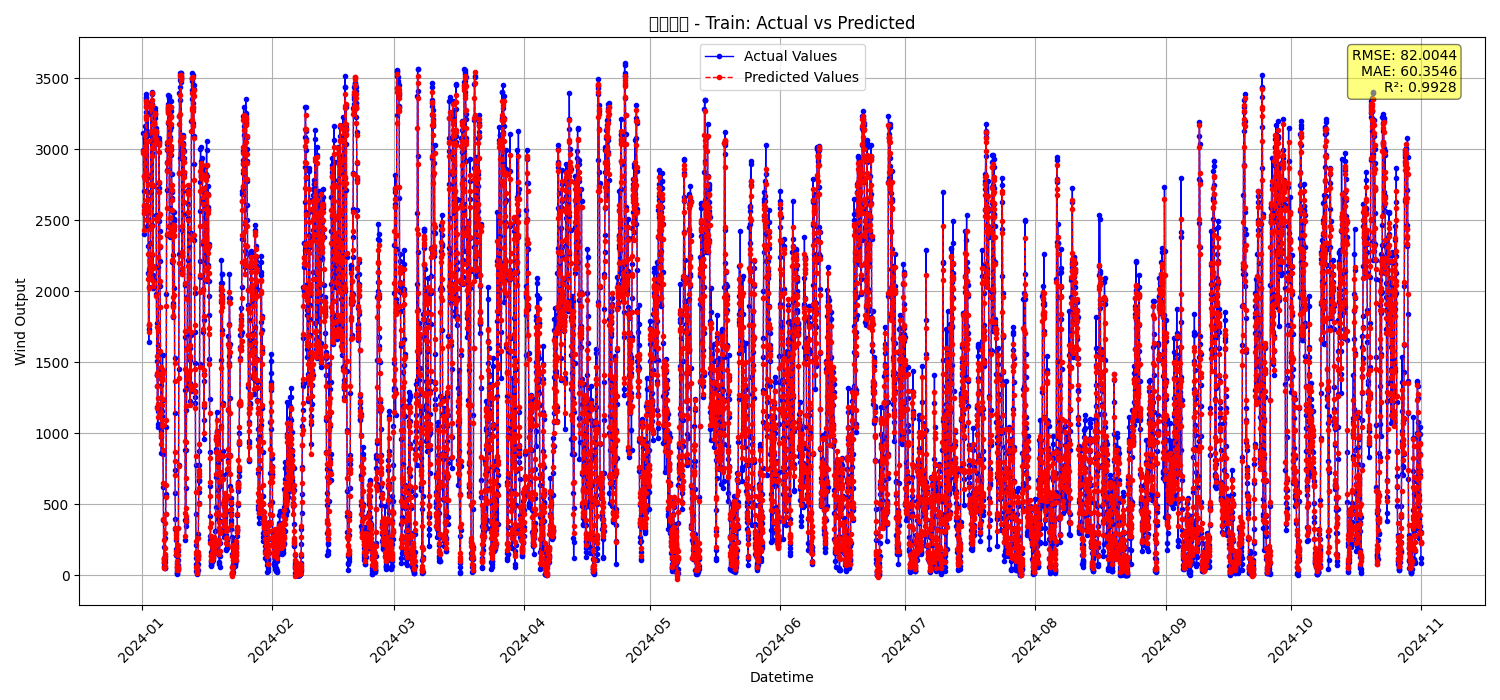 - Train: Actual vs Predicted
Actual Values
Predicted Values
RMSE: 82.0044
MAE: 60.3546
R²: 0.9928
Wind Output
3500
3000
2500
2000
1500
1000
500
0
2024-01
2024-02
2024-03
2024-04
2024-05
2024-06
2024-07
2024-08
2024-09
2024-10
2024-11
Datetime